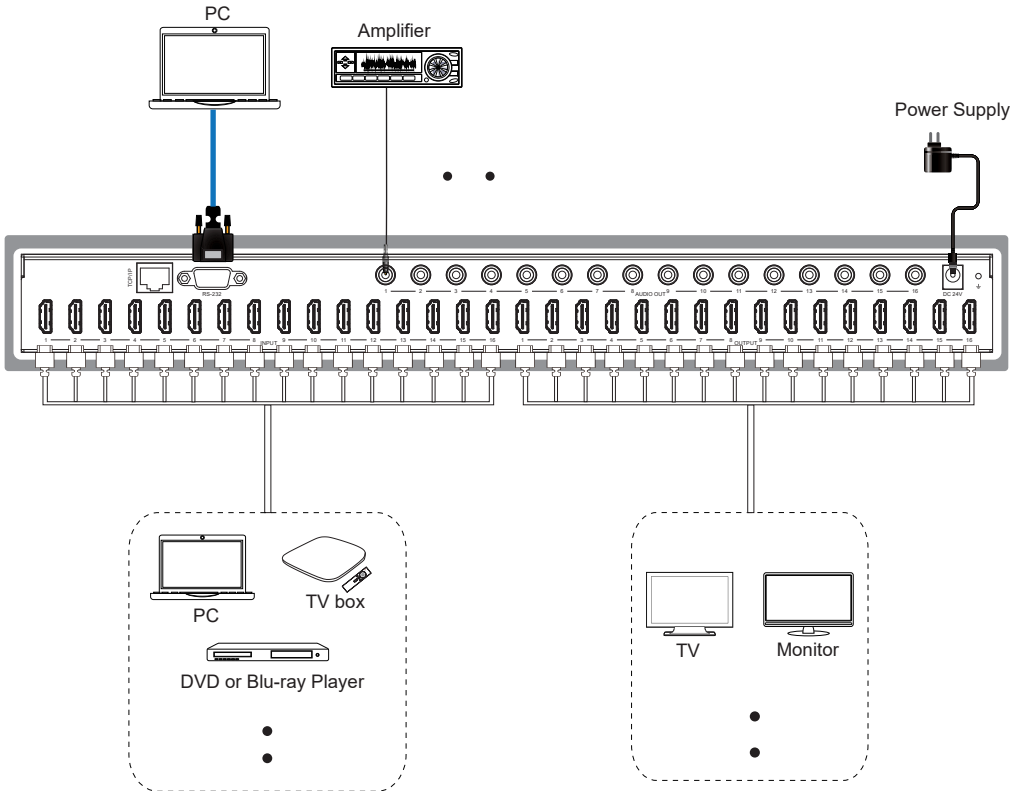 PC
Amplifier
Power Supply
TCP/IP
RS-232
1 2 3 4 5 6 7 8 AUDIO OUT 9 10 11 12 13 14 15 16
DC 24V
1 2 3 4 5 6 7 8 INPUT 9 10 11 12 13 14 15 16
1 2 3 4 5 6 7 8 OUTPUT 9 10 11 12 13 14 15 16
PC
TV box
DVD or Blu-ray Player
TV
Monitor